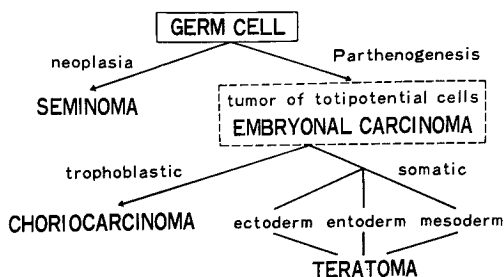 GERM CELL
neoplasia
Parthenogenesis
SEMINOMA
tumor of totipotential cells
EMBRYONAL CARCINOMA
trophoblastic
somatic
CHORIOCARCINOMA
ectoderm entoderm mesoderm
TERATOMA